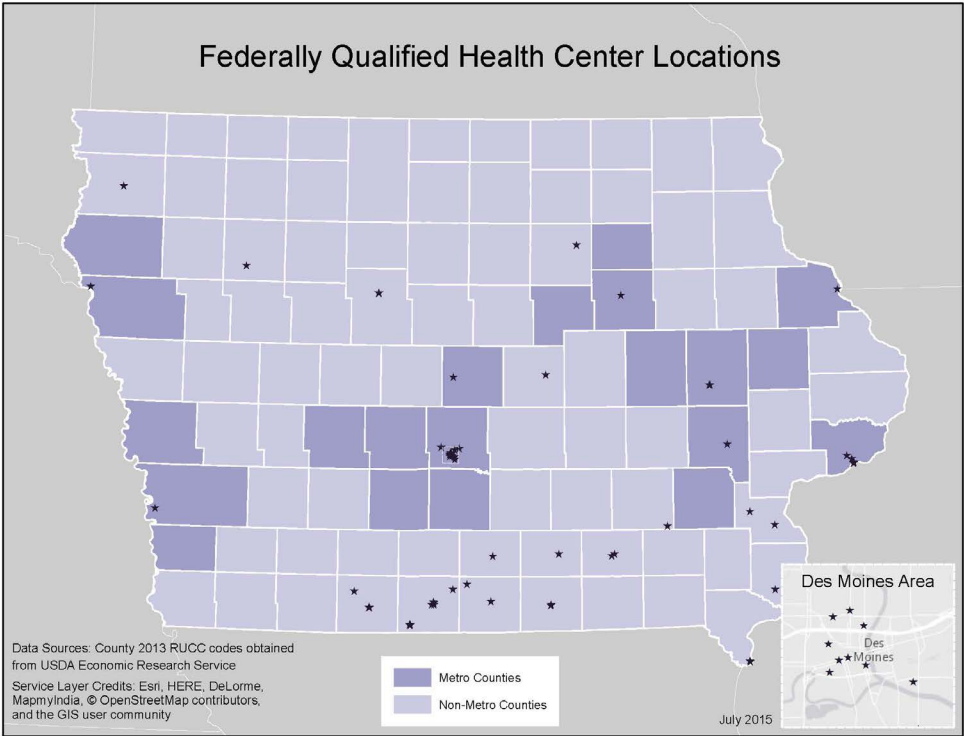 Federally Qualified Health Center Locations
Des Moines Area
Des
Moines
Data Sources: County 2013 RUCC codes obtained
from USDA Economic Research Service
Service Layer Credits: Esri, HERE, DeLorme,
MapmyIndia, © OpenStreetMap contributors,
and the GIS user community
Metro Counties
Non-Metro Counties
July 2015